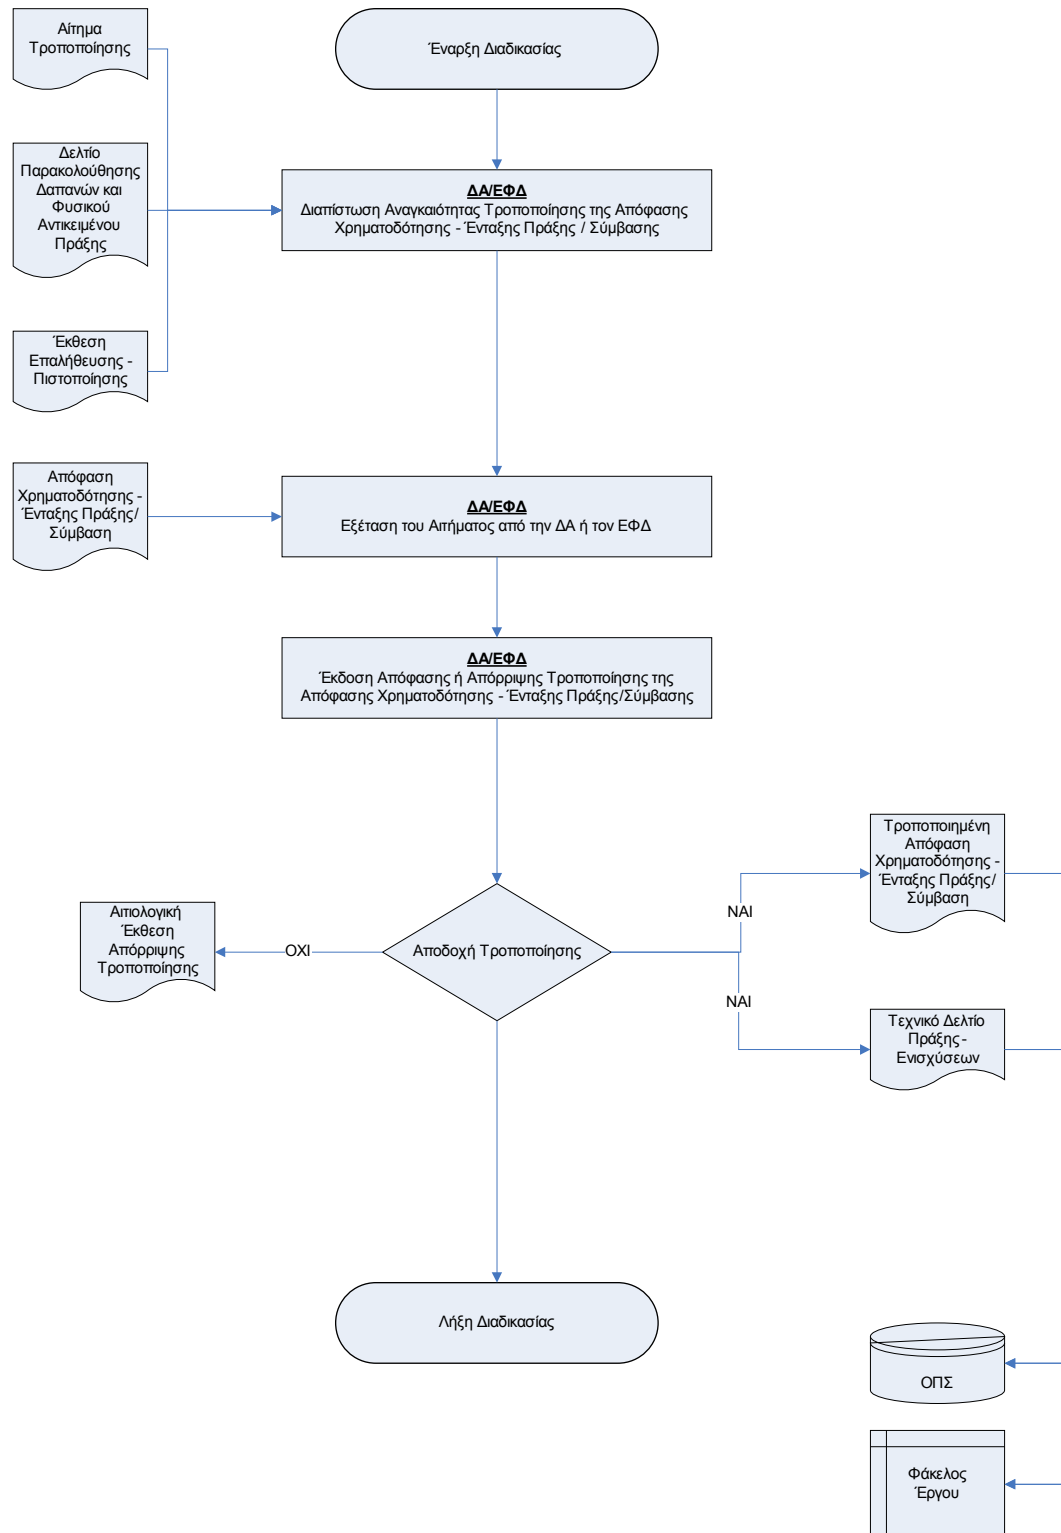 Αίτημα
Τροποποίησης
Έναρξη Διαδικασίας
Δελτίο
Παρακολούθησης
Δαπανών και
Φυσικού
Αντικειμένου
Πράξης
ΔΑ/ΕΦΔ
Διαπίστωση Αναγκαιότητας Τροποποίησης της Απόφασης
Χρηματοδότησης - Ένταξης Πράξης / Σύμβασης
Έκθεση
Επαλήθευσης -
Πιστοποίησης
Απόφαση
Χρηματοδότησης -
Ένταξης Πράξης/
Σύμβαση
ΔΑ/ΕΦΔ
Εξέταση του Αιτήματος από την ΔΑ ή τον ΕΦΔ
ΔΑ/ΕΦΔ
Έκδοση Απόφασης ή Απόρριψης Τροποποίησης της
Απόφασης Χρηματοδότησης - Ένταξης Πράξης/Σύμβασης
Τροποποιημένη
Απόφαση
Χρηματοδότησης -
Ένταξης Πράξης/
Σύμβαση
ΝΑΙ
Αιτιολογική
Έκθεση
Απόρριψης
Τροποποίησης
ΟΧΙ
Αποδοχή Τροποποίησης
ΝΑΙ
Τεχνικό Δελτίο
Πράξης -
Ενισχύσεων
Λήξη Διαδικασίας
ΟΠΣ
Φάκελος
Έργου